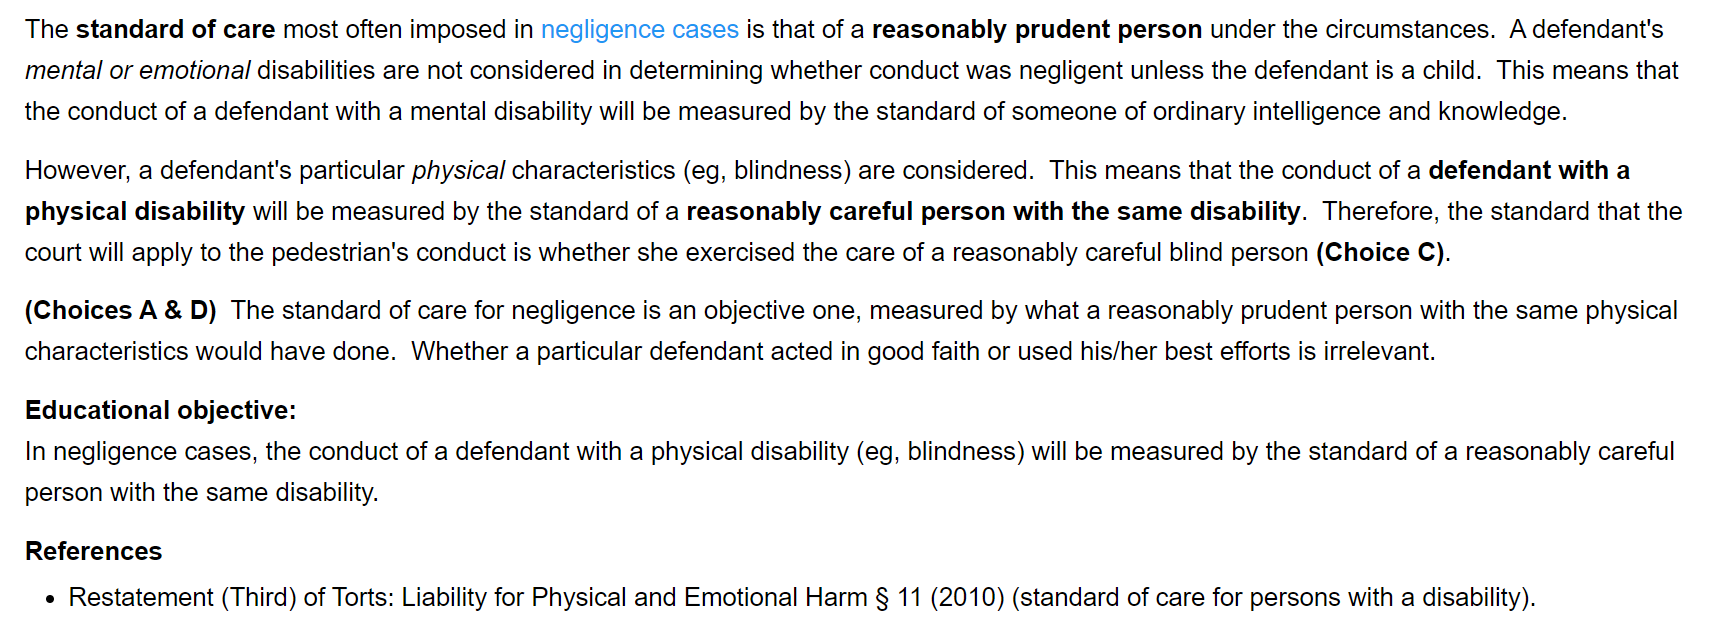 The standard of care most often imposed in negligence cases is that of a reasonably prudent person under the circumstances.  A defendant's
mental or emotional disabilities are not considered in determining whether conduct was negligent unless the defendant is a child.  This means that
the conduct of a defendant with a mental disability will be measured by the standard of someone of ordinary intelligence and knowledge.
However, a defendant's particular physical characteristics (eg, blindness) are considered.  This means that the conduct of a defendant with a
physical disability will be measured by the standard of a reasonably careful person with the same disability.  Therefore, the standard that the
court will apply to the pedestrian's conduct is whether she exercised the care of a reasonably careful blind person (Choice C).
(Choices A & D)  The standard of care for negligence is an objective one, measured by what a reasonably prudent person with the same physical
characteristics would have done.  Whether a particular defendant acted in good faith or used his/her best efforts is irrelevant.
Educational objective:
In negligence cases, the conduct of a defendant with a physical disability (eg, blindness) will be measured by the standard of a reasonably careful
person with the same disability.
References
• Restatement (Third) of Torts: Liability for Physical and Emotional Harm § 11 (2010) (standard of care for persons with a disability).